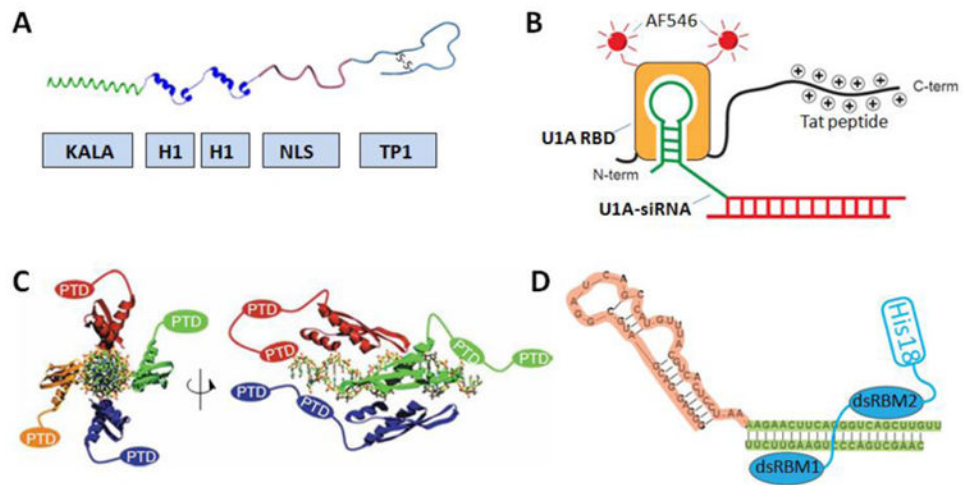 A
KALA
H1
H1
NLS
TP1
B
AF546
C-term
Tat peptide
U1A RBD
N-term
U1A-siRNA
C
PTD
PTD
PTD
PTD
PTD
PTD
PTD
PTD
PTD
PTD
D
His18
dsRBM2
AAGAACUUCAGGGUCAGCUUGUU
UUCUUGAAGUCCCAGUCGAAC
dsRBM1